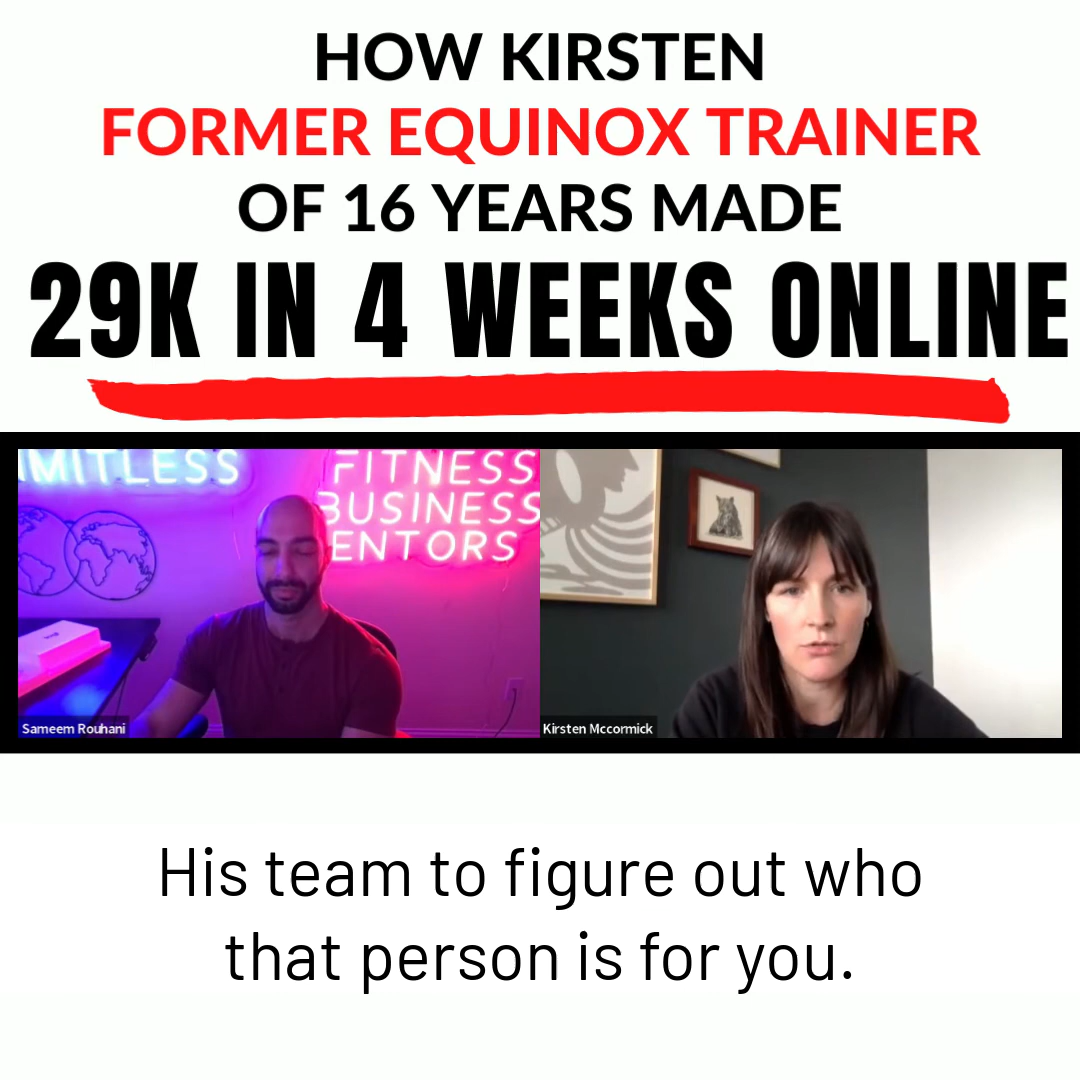 HOW KIRSTEN
FORMER EQUINOX TRAINER
OF 16 YEARS MADE
29K IN 4 WEEKS ONLINE
MITLESS
FITNESS
BUSINESS
ENTORS
Sameem Rouhani
Kirsten Mccormick
His team to figure out who
that person is for you.